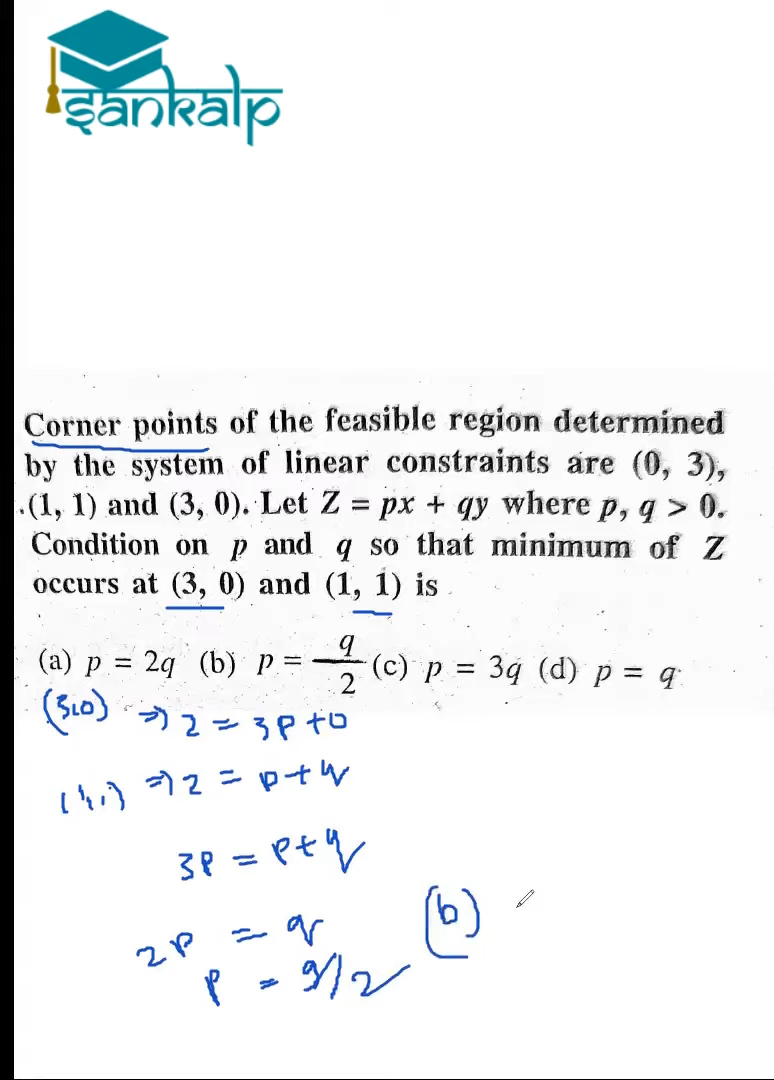 sankalp
Corner points of the feasible region determined
by the system of linear constraints are (0, 3),
(1, 1) and (3, 0). Let Z = px + qy where p, q > 0.
Condition on p and q so that minimum of Z
occurs at (3, 0) and (1, 1) is
(a) p = 2q (b) p = q/2 (c) p = 3q (d) p = q
(3,0) ⇒ Z = 3p+0
(1,1) ⇒ Z = p+q
3p = p+q
2p = q (b)
p = q/2